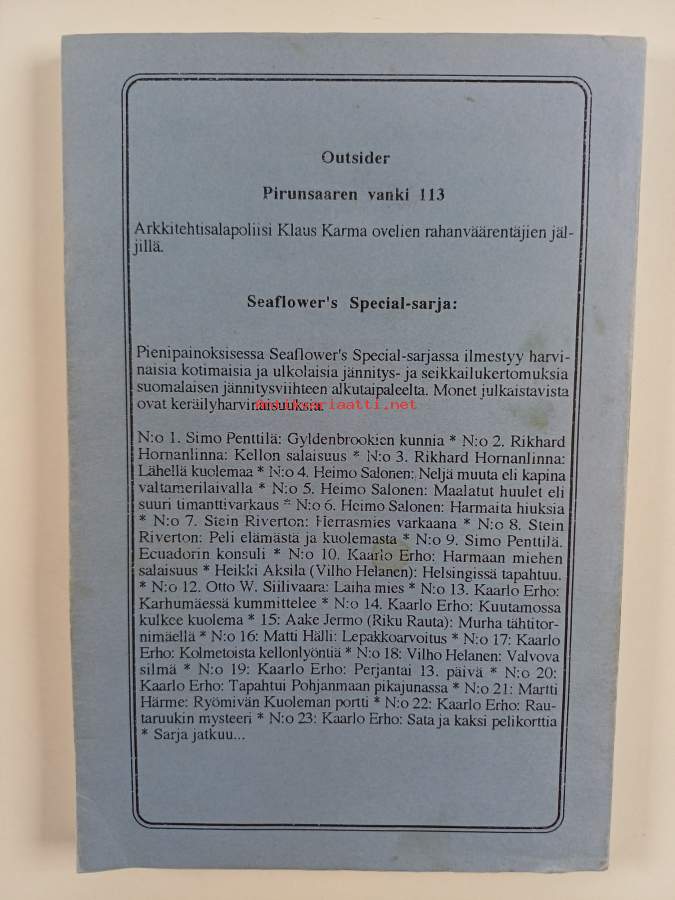 Outsider
Pirunsaaren vanki 113
Arkkitehtisalapoliisi Klaus Karma ovelien rahanväärentäjien jäl-
jillä.
Seaflower's Special-sarja:
Pienipainoksisessa Seaflower's Special-sarjassa ilmestyy harvi-
naisia kotimaisia ja ulkolaisia jännitys- ja seikkailukertomuksia
suomalaisen jännitysviihteen alkutaipaleelta. Monet julkaistavista
ovat keräilyharvinaisuuksia.
antikvariaatti.net
N:o 1. Simo Penttilä: Gyldenbrookien kunnia * N:o 2. Rikhard
Hornanlinna: Kellon salaisuus * N:o 3. Rikhard Hornanlinna:
Lähellä kuolemaa * N:o 4. Heimo Salonen: Neljä muuta eli kapina
valtamerilaivalla * N:o 5. Heimo Salonen: Maalatut huulet eli
suuri timanttivarkaus * N:o 6. Heimo Salonen: Harmaita hiuksia
* N:o 7. Stein Riverton: Herrasmies varkaana * N:o 8. Stein
Riverton: Peli elämästä ja kuolemasta * N:o 9. Simo Penttilä.
Ecuadorin konsuli * N:o 10. Kaarlo Erho: Harmaan miehen
salaisuus * Heikki Aksila (Vilho Helanen): Helsingissä tapahtuu.
* N:o 12. Otto W. Siilivaara: Laiha mies * N:o 13. Kaarlo Erho:
Karhumäessä kummittelee * N:o 14. Kaarlo Erho: Kuutamossa
kulkee kuolema * 15: Aake Jermo (Riku Rauta): Murha tähtitor-
nimäellä * N:o 16: Matti Hälli: Lepakkoarvoitus * N:o 17: Kaarlo
Erho: Kolmetoista kellonlyöntiä * N:o 18: Vilho Helanen: Valvova
silmä * N:o 19: Kaarlo Erho: Perjantai 13. päivä * N:o 20:
Kaarlo Erho: Tapahtui Pohjanmaan pikajunassa * N:o 21: Martti
Härme: Ryömivän Kuoleman portti * N:o 22: Kaarlo Erho: Rau-
taruukin mysteeri * N:o 23: Kaarlo Erho: Sata ja kaksi pelikorttia
* Sarja jatkuu...